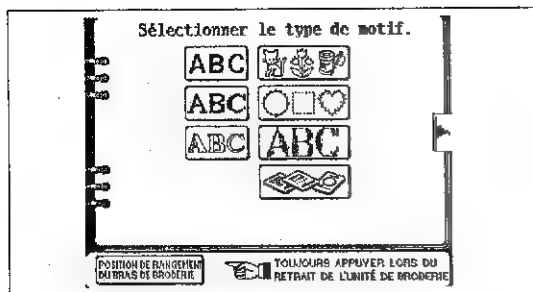 Sélectionner le type de motif.
ABC
ABC
ABC ABC
POSITION DE RANGEMENT
DU BRAS DE BRODERIE
TOUJOURS APPUYER LORS DU
RETRAIT DE L'UNITÉ DE BRODERIE